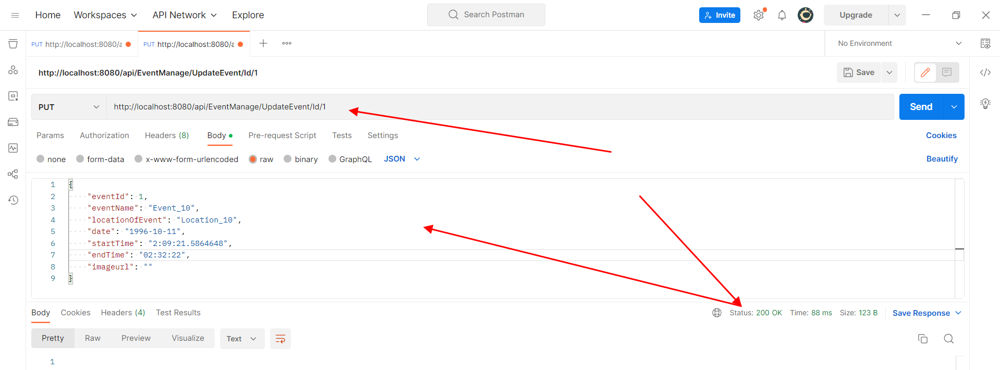 Home Workspaces API Network Explore Search Postman Invite Upgrade
PUT http://localhost:8080/a PUT http://localhost:8080/a No Environment
http://localhost:8080/api/EventManage/UpdateEvent/Id/1 Save
PUT http://localhost:8080/api/EventManage/UpdateEvent/Id/1 Send
Params Authorization Headers (8) Body Pre-request Script Tests Settings Cookies
none form-data x-www-form-urlencoded raw binary GraphQL JSON Beautify
1 {
2 "eventId": 1,
3 "eventName": "Event_10",
4 "locationOfEvent": "Location_10",
5 "date": "1996-10-11",
6 "startTime": "2:09:21.5864648",
7 "endTime": "02:32:22",
8 "imageurl": ""
9 }
Body Cookies Headers (4) Test Results Status: 200 OK Time: 88 ms Size: 123 B Save Response
Pretty Raw Preview Visualize Text
1